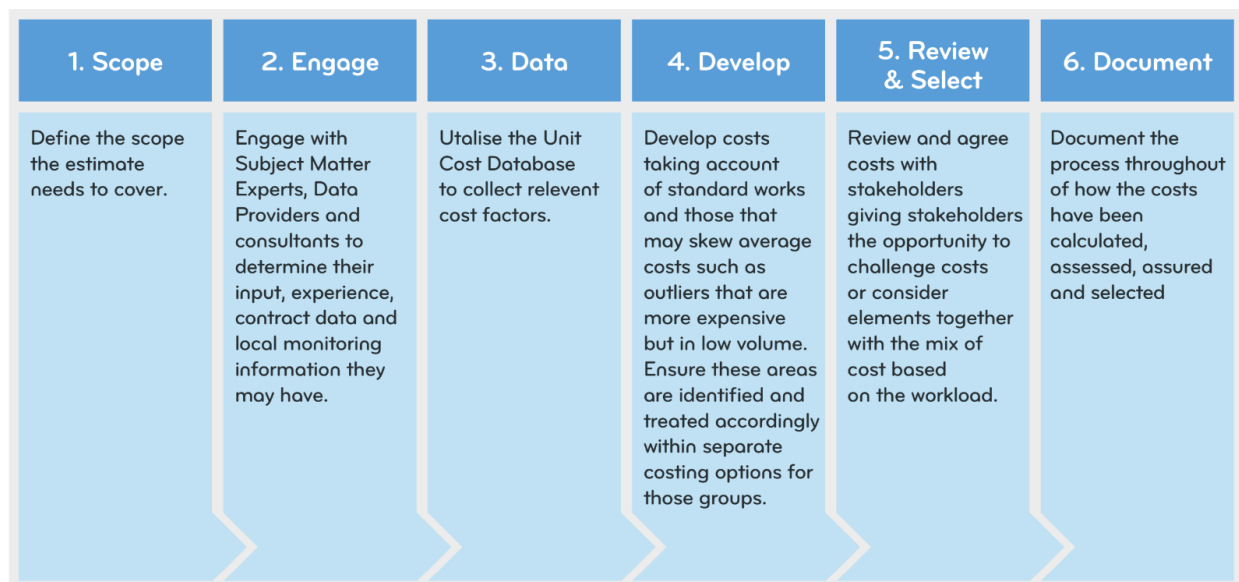 1. Scope
Define the scope
the estimate
needs to cover.
2. Engage
Engage with
Subject Matter
Experts, Data
Providers and
consultants to
determine their
input, experience,
contract data and
local monitoring
information they
may have.
3. Data
Utalise the Unit
Cost Database
to collect relevent
cost factors.
4. Develop
Develop costs
taking account
of standard works
and those that
may skew average
costs such as
outliers that are
more expensive
but in low volume.
Ensure these areas
are identified and
treated accordingly
within separate
costing options for
those groups.
5. Review
& Select
Review and agree
costs with
stakeholders
giving stakeholders
the opportunity to
challenge costs
or consider
elements together
with the mix of
cost based
on the workload.
6. Document
Document the
process throughout
of how the costs
have been
calculated,
assessed, assured
and selected